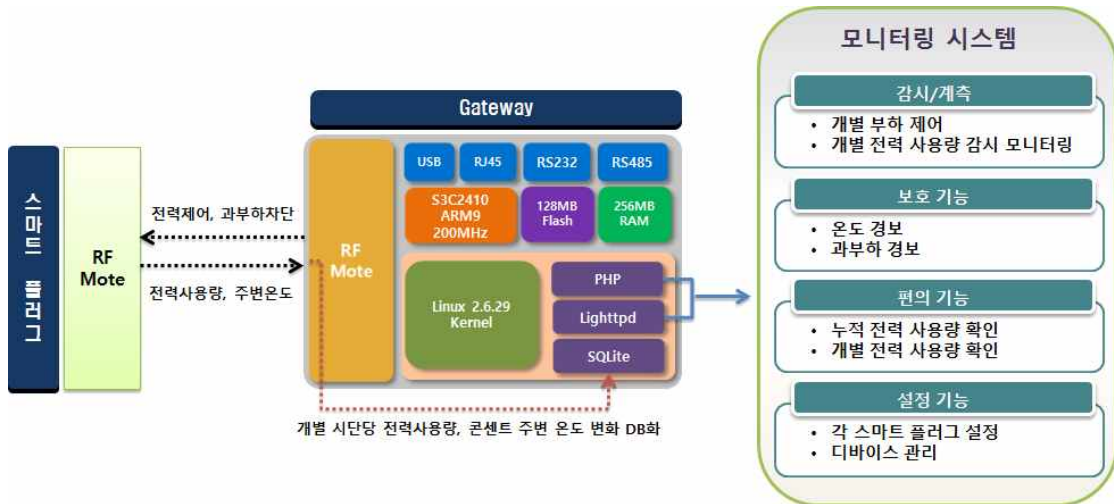 스마트 플러그
RF
Mote
전력제어, 과부하차단
전력사용량, 주변온도
Gateway
RF
Mote
USB
RJ45
RS232
RS485
S3C2410
ARM9
200MHz
128MB
Flash
256MB
RAM
Linux 2.6.29
Kernel
PHP
Lighttpd
SQLite
개별 시단당 전력사용량, 콘센트 주변 온도 변화 DB화
모니터링 시스템
감시/계측
• 개별 부하 제어
• 개별 전력 사용량 감시 모니터링
보호 기능
• 온도 경보
• 과부하 경보
편의 기능
• 누적 전력 사용량 확인
• 개별 전력 사용량 확인
설정 기능
• 각 스마트 플러그 설정
• 디바이스 관리